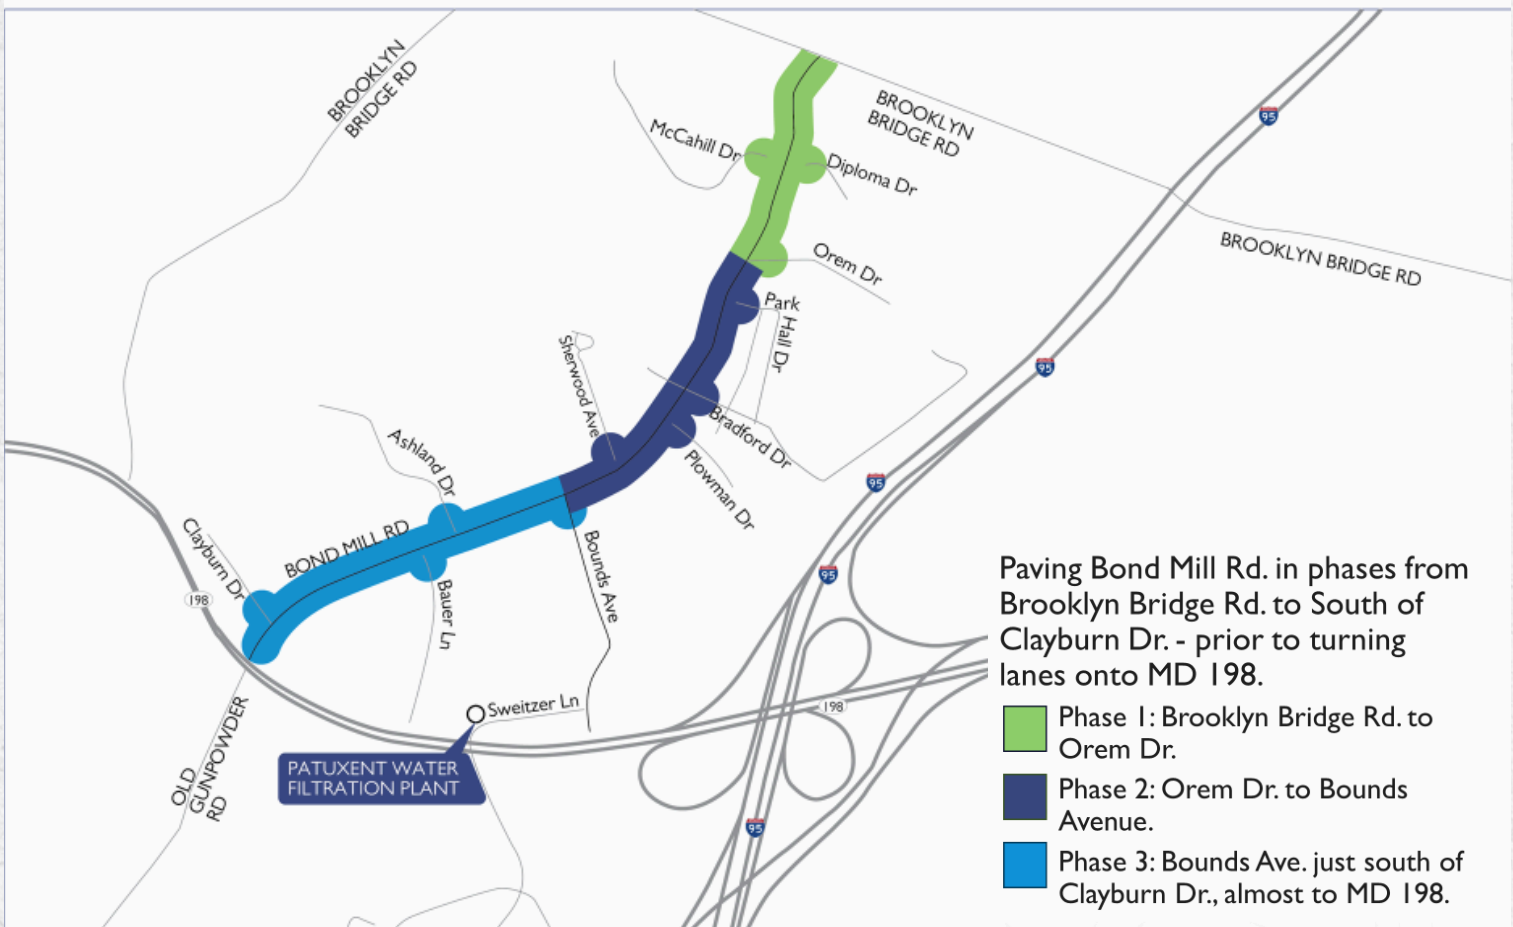 BROOKLYN
BRIDGE RD
BROOKLYN
BRIDGE RD
95
McCahill Dr
Diploma Dr
BROOKLYN BRIDGE RD
Orem Dr
Park
Hall Dr
Sherwood Ave
95
Bradford Dr
Ashland Dr
Plowman Dr
95
Clayburn Dr
BOND MILL RD
Bounds Ave
Bauer Ln
95
198
Sweitzer Ln
198
OLD
GUNPOWDER
RD
PATUXENT WATER
FILTRATION PLANT
95
Paving Bond Mill Rd. in phases from
Brooklyn Bridge Rd. to South of
Clayburn Dr. - prior to turning
lanes onto MD 198.
Phase 1: Brooklyn Bridge Rd. to
Orem Dr.
Phase 2: Orem Dr. to Bounds
Avenue.
Phase 3: Bounds Ave. just south of
Clayburn Dr., almost to MD 198.